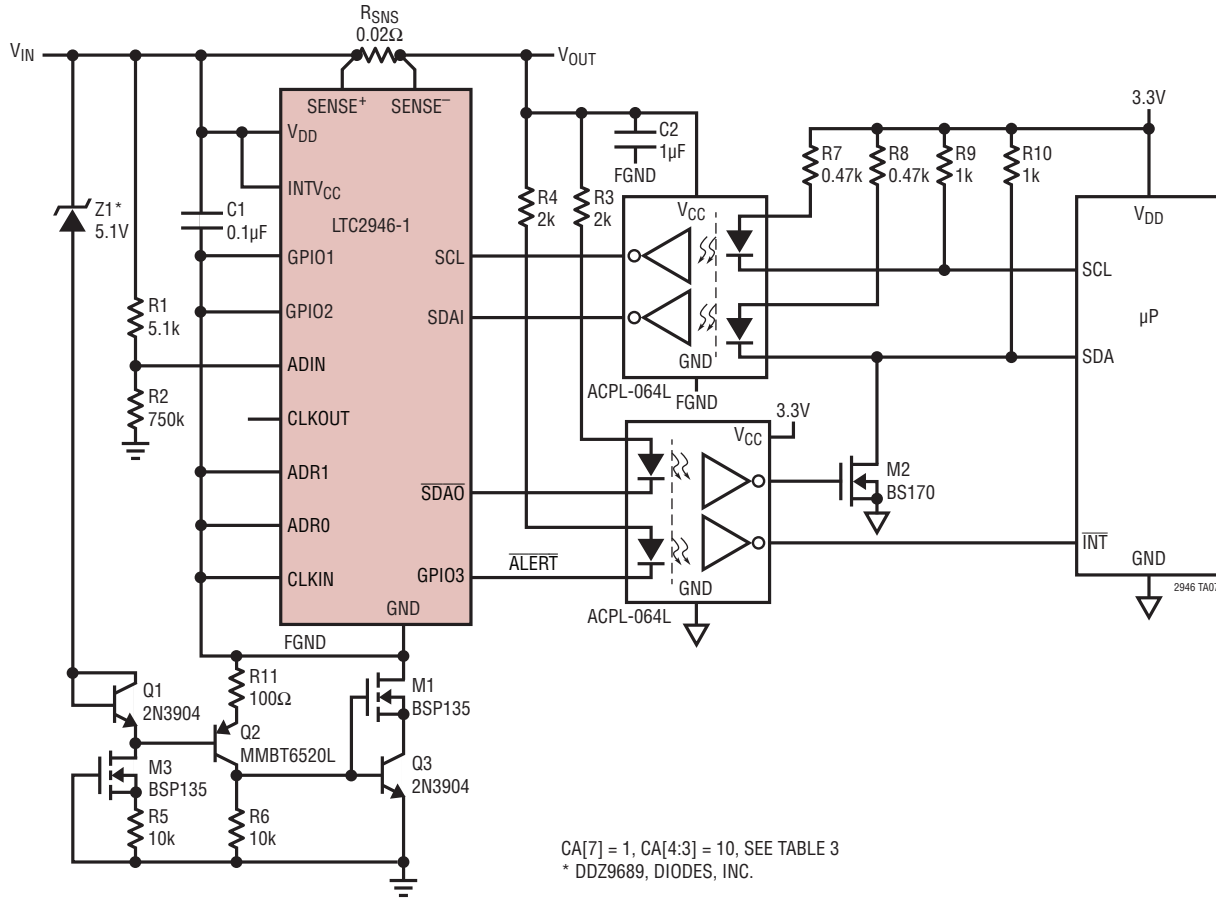 RSNS
0.02Ω
VIN
VOUT
SENSE+
SENSE−
VDD
INTVCC
LTC2946-1
GPIO1
GPIO2
ADIN
CLKOUT
ADR1
ADR0
CLKIN
SCL
SDAI
SDAO
GPIO3
GND
ALERT
FGND
Z1*
5.1V
C1
0.1µF
R1
5.1k
R2
750k
C2
1µF
FGND
R4
2k
R3
2k
VCC
GND
ACPL-064L
FGND
3.3V
VCC
GND
ACPL-064L
R7
0.47k
R8
0.47k
R9
1k
R10
1k
3.3V
VDD
SCL
µP
SDA
INT
GND
M2
BS170
2946 TA07
Q1
2N3904
M3
BSP135
R5
10k
R11
100Ω
Q2
MMBT6520L
R6
10k
M1
BSP135
Q3
2N3904
CA[7] = 1, CA[4:3] = 10, SEE TABLE 3
* DDZ9689, DIODES, INC.